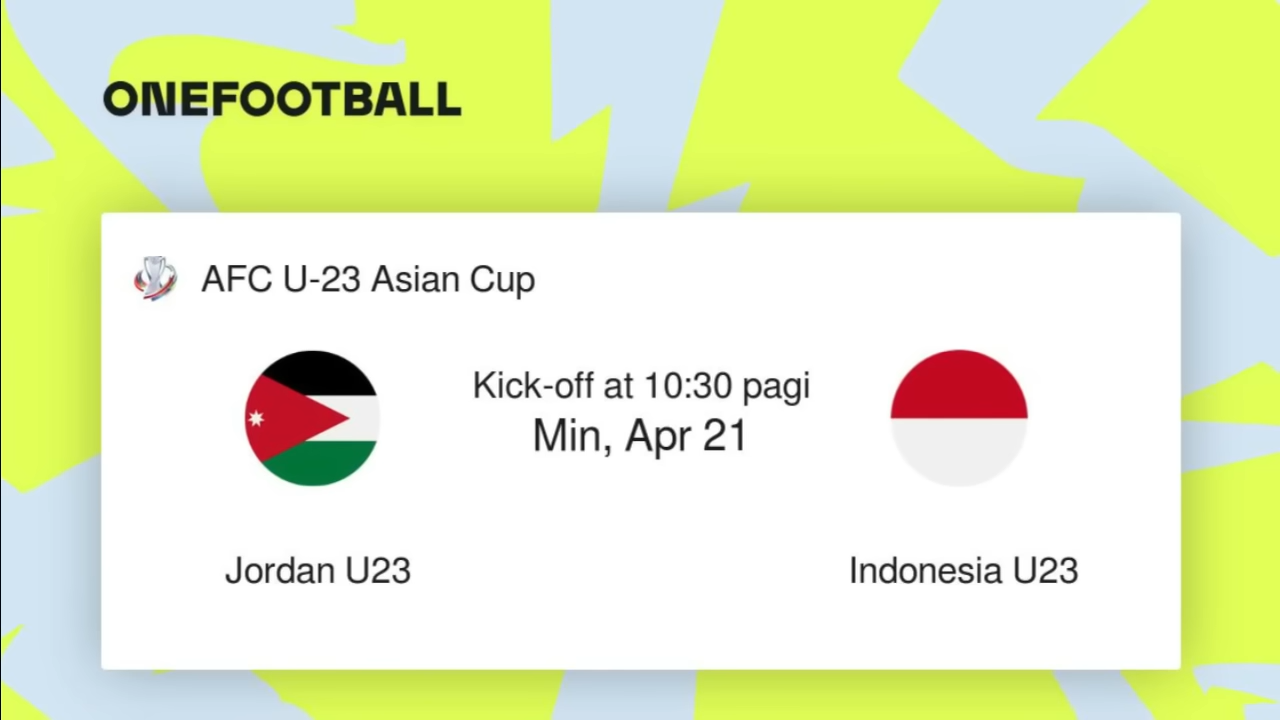 ONEFOOTBALL
AFC U-23 Asian Cup
Kick-off at 10:30 pagi
Min, Apr 21
Jordan U23
Indonesia U23